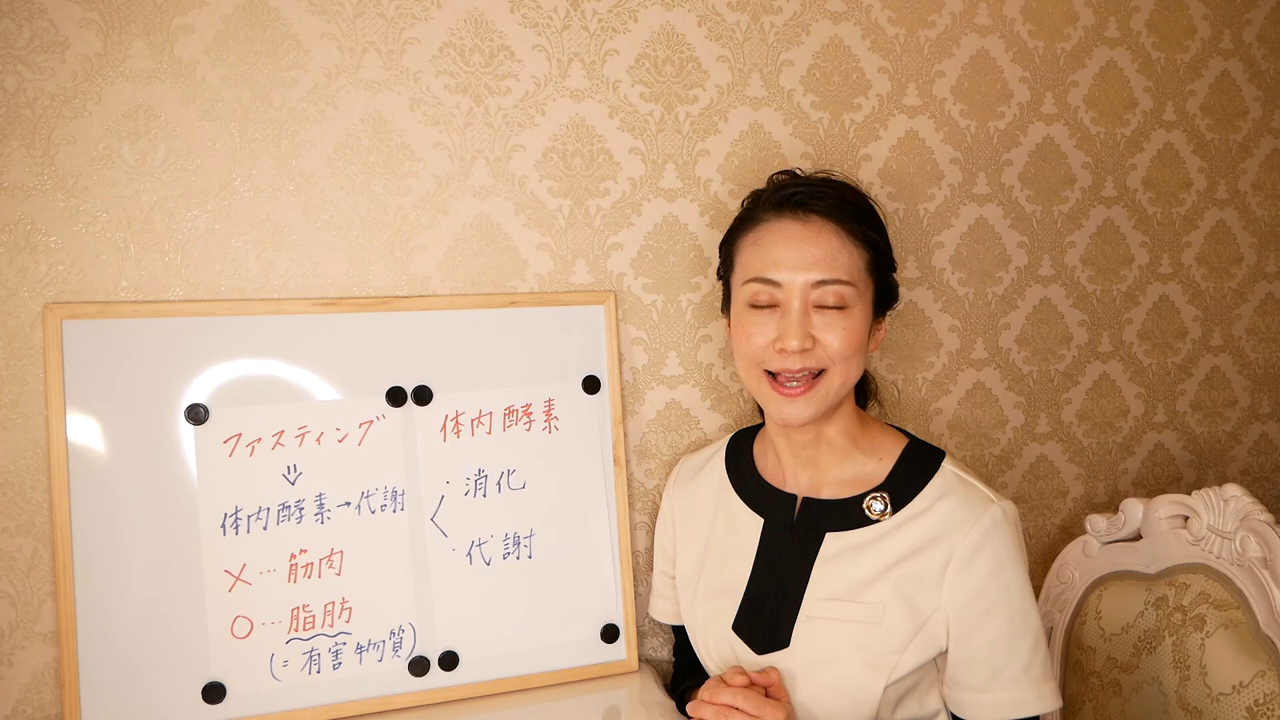 ファスティング
⇓
体内酵素→代謝
×…筋肉
○…脂肪
(=有害物質)
体内酵素
・消化
・代謝